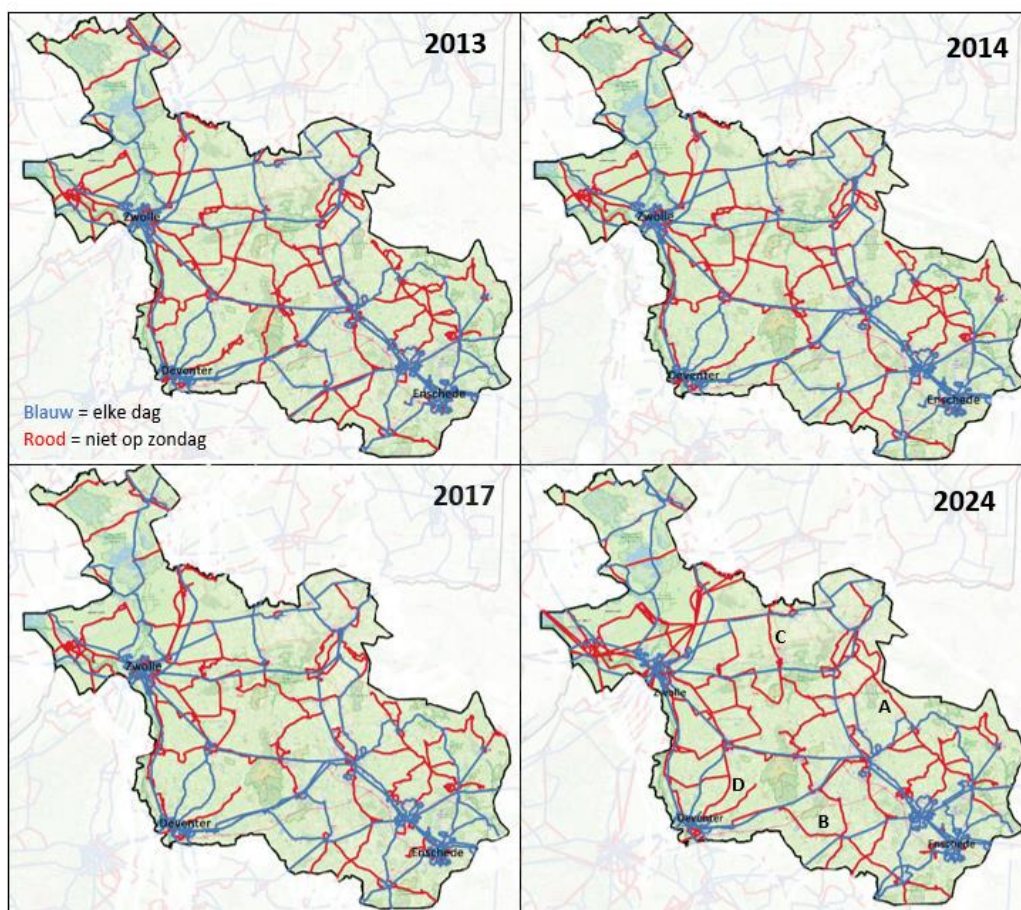 2013
Zwolle
Deventer
Enschede
Blauw = elke dag
Rood = niet op zondag
2014
Zwolle
Deventer
Enschede
2017
Zwolle
Deventer
Enschede
2024
C
Zwolle
A
D
B
Deventer
Enschede